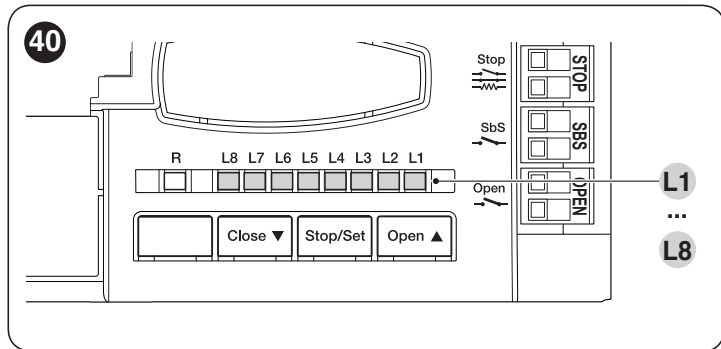 40
Stop
STOP
SbS
SBS
R L8 L7 L6 L5 L4 L3 L2 L1
Open
OPEN
L1
...
L8
Close ▼ Stop/Set Open ▲